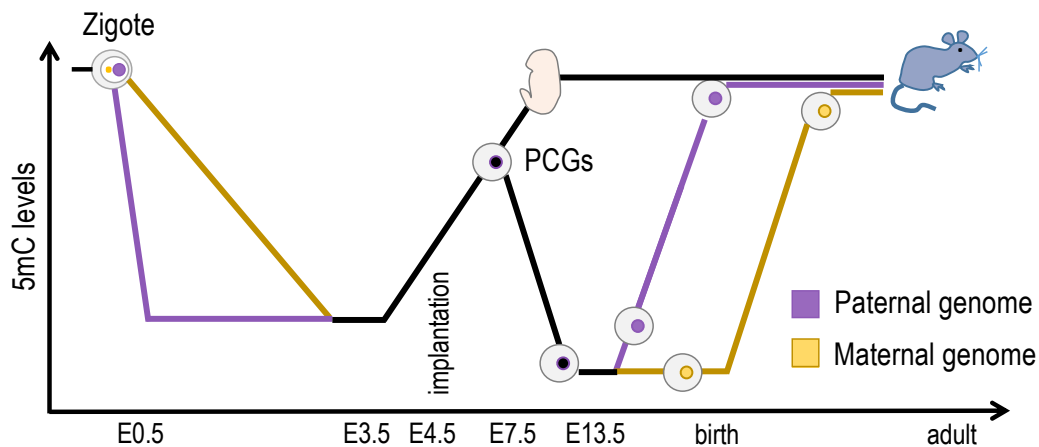 Zigote
5mC levels
PCGs
implantation
Paternal genome
Maternal genome
E0.5
E3.5
E4.5
E7.5
E13.5
birth
adult